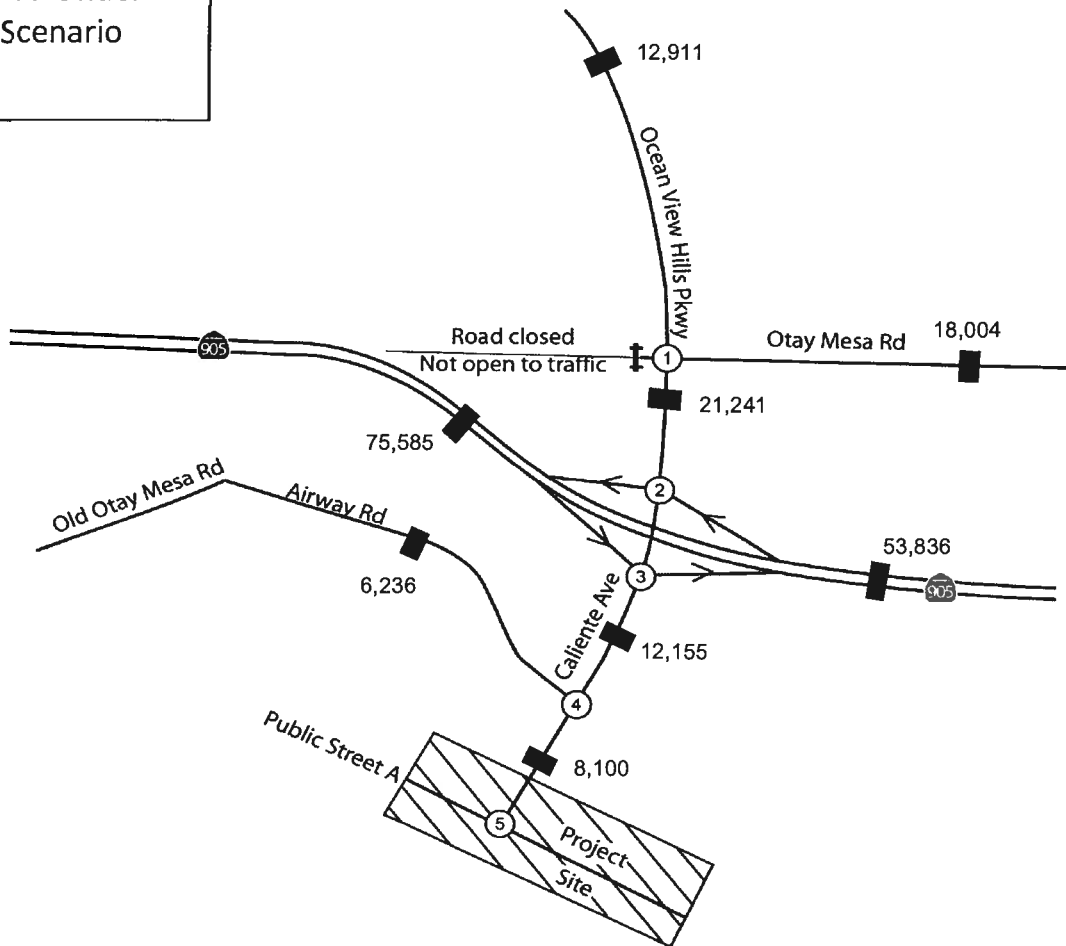 Scenario
12,911
Ocean View Hills Pkwy
Road closed
Not open to traffic
1
Otay Mesa Rd
18,004
905
21,241
75,585
2
Old Otay Mesa Rd
Airway Rd
6,236
53,836
905
3
Caliente Ave
12,155
4
Public Street A
8,100
5
Project
Site